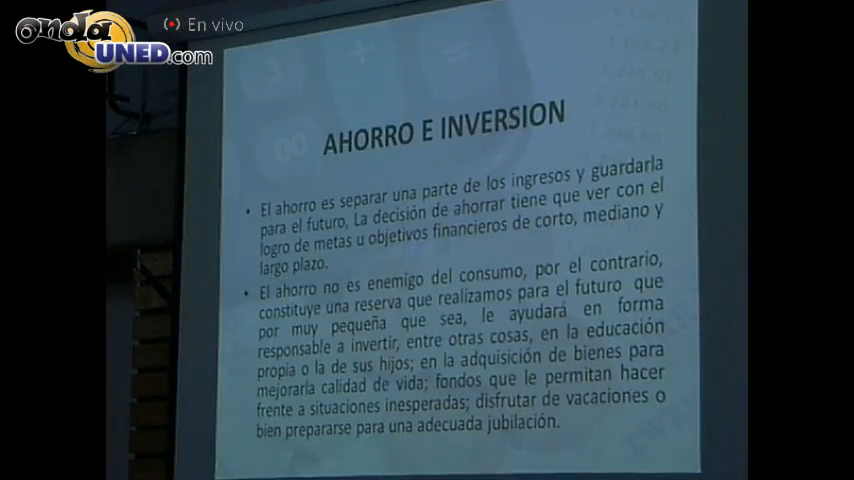 onda
UNED.com
En vivo
AHORRO E INVERSION
• El ahorro es separar una parte de los ingresos y guardarla
para el futuro, La decisión de ahorrar tiene que ver con el
logro de metas u objetivos financieros de corto, mediano y
largo plazo.
• El ahorro no es enemigo del consumo, por el contrario,
constituye una reserva que realizamos para el futuro que
por muy pequeña que sea, le ayudará en forma
responsable a invertir, entre otras cosas, en la educación
propia o la de sus hijos; en la adquisición de bienes para
mejorarla calidad de vida; fondos que le permitan hacer
frente a situaciones inesperadas; disfrutar de vacaciones o
bien prepararse para una adecuada jubilación.